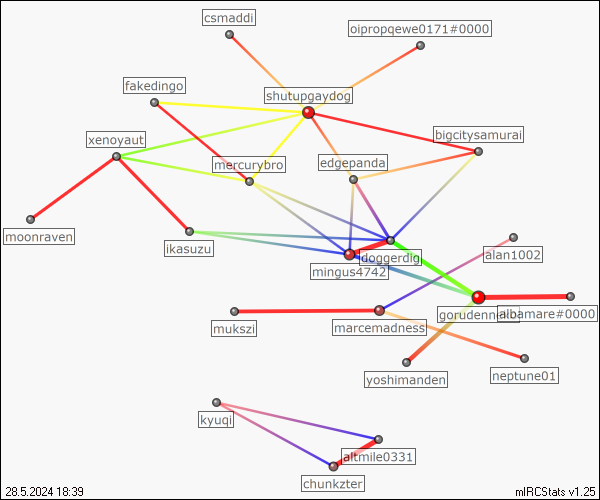 csmaddi
oipropqewe0171#0000
fakedingo
shutupgaydog
xenoyaut
bigcitysamurai
mercurybro
edgepanda
moonraven
ikasuzu
doggerdig
alan1002
mingus4742
albamare#0000
mukszi
marcemadness
yoshimanden
neptune01
kyuqi
altmile0331
chunkzter
28.5.2024 18:39
mIRCStats v1.25